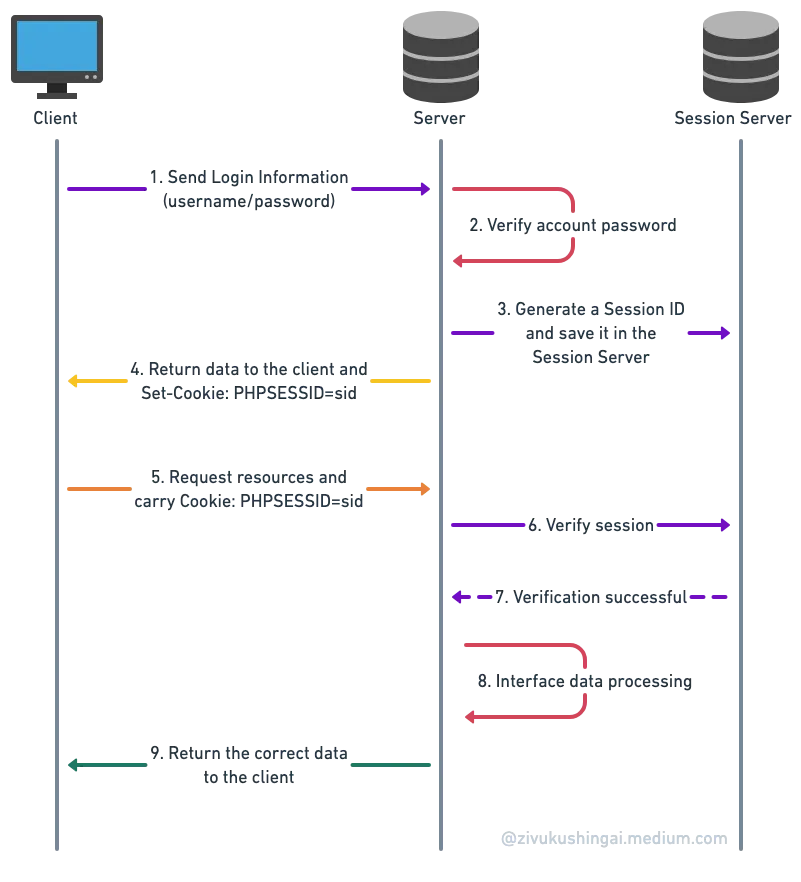 Client
Server
Session Server
1. Send Login Information
(username/password)
2. Verify account password
3. Generate a Session ID
and save it in the
Session Server
4. Return data to the client and
Set-Cookie: PHPSESSID=sid
5. Request resources and
carry Cookie: PHPSESSID=sid
6. Verify session
7. Verification successful
8. Interface data processing
9. Return the correct data
to the client
@zivukushingai.medium.com